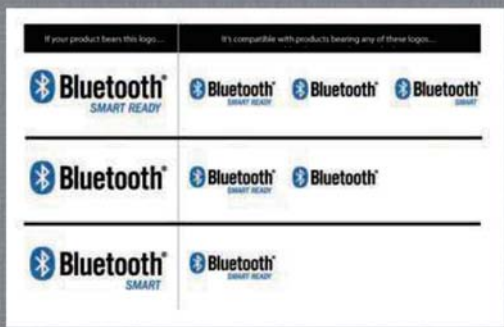 If your product bears this logo....
It's compatible with products bearing any of these logos....
Bluetooth®
SMART READY
Bluetooth®
SMART READY
Bluetooth®
Bluetooth®
SMART
Bluetooth®
Bluetooth®
SMART READY
Bluetooth®
Bluetooth®
SMART
Bluetooth®
SMART READY